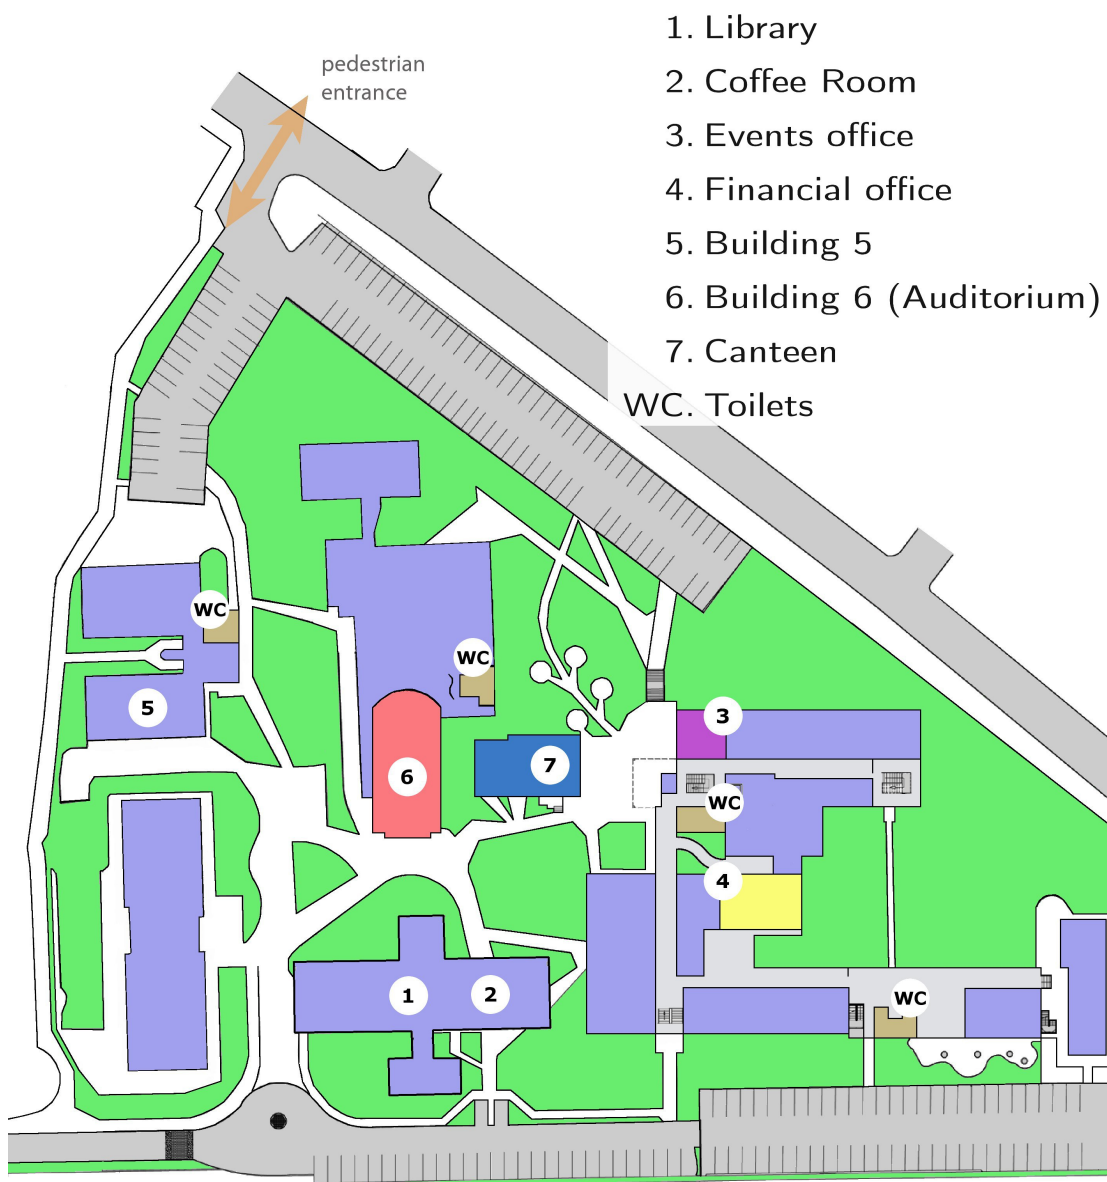 1. Library
pedestrian
entrance
2. Coffee Room
3. Events office
4. Financial office
5. Building 5
6. Building 6 (Auditorium)
7. Canteen
WC. Toilets
WC
WC
5
3
7
6
WC
4
1
2
WC